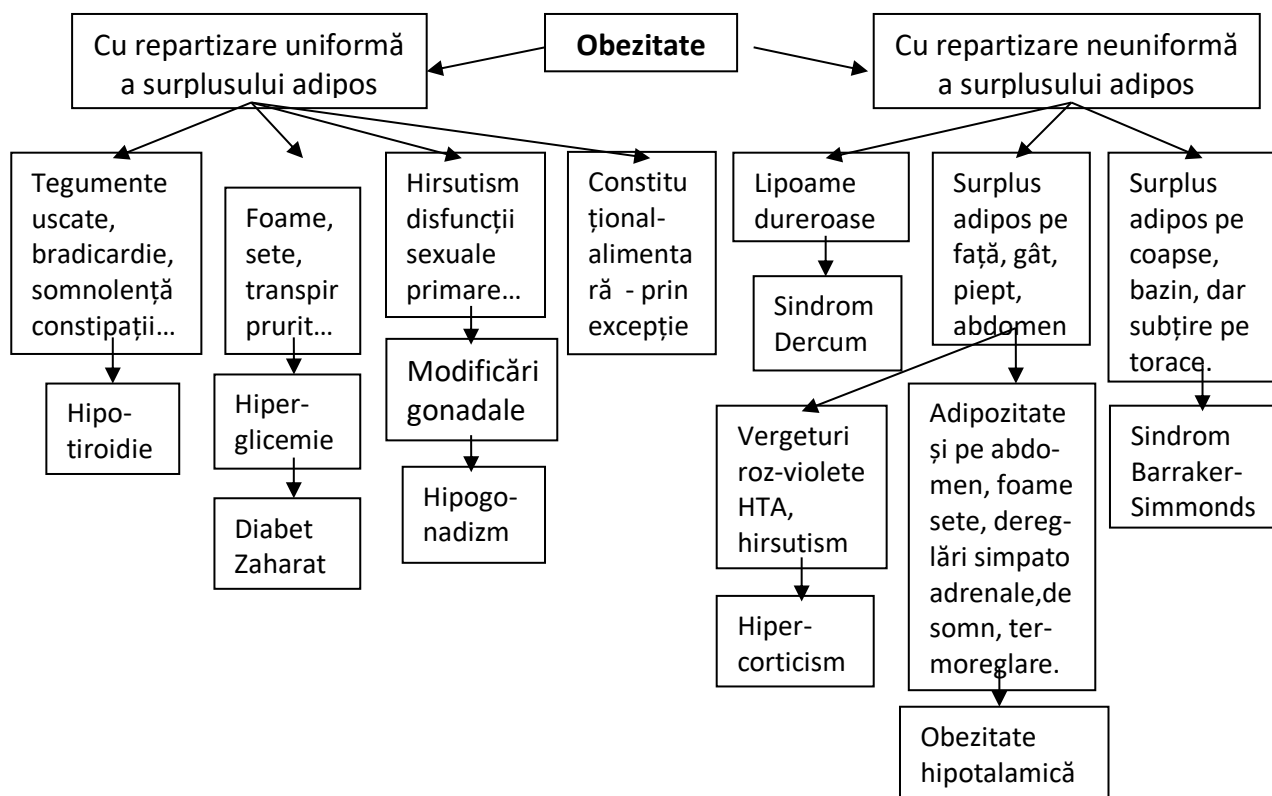 Obezitate
Cu repartizare uniformă
a surplusului adipos
Cu repartizare neuniformă
a surplusului adipos
Tegumente
uscate,
bradicardie,
somnolență
constipații…
Hipo-
tiroidie
Foame,
sete,
transpir
prurit…
Hiper-
glicemie
Diabet
Zaharat
Hirsutism
disfuncții
sexuale
primare…
Modificări
gonadale
Hipogo-
nadizm
Constitu
țional-
alimenta
ră - prin
excepție
Lipoame
dureroase
Sindrom
Dercum
Surplus
adipos pe
față, gât,
piept,
abdomen
Vergeturi
roz-violete
HTA,
hirsutism
Hiper-
corticism
Adipozitate
și pe abdo-
men, foame
sete, dereg-
lări simpato
adrenale,de
somn, ter-
moreglare.
Obezitate
hipotalamică
Surplus
adipos pe
coapse,
bazin, dar
subțire pe
torace.
Sindrom
Barraker-
Simmonds